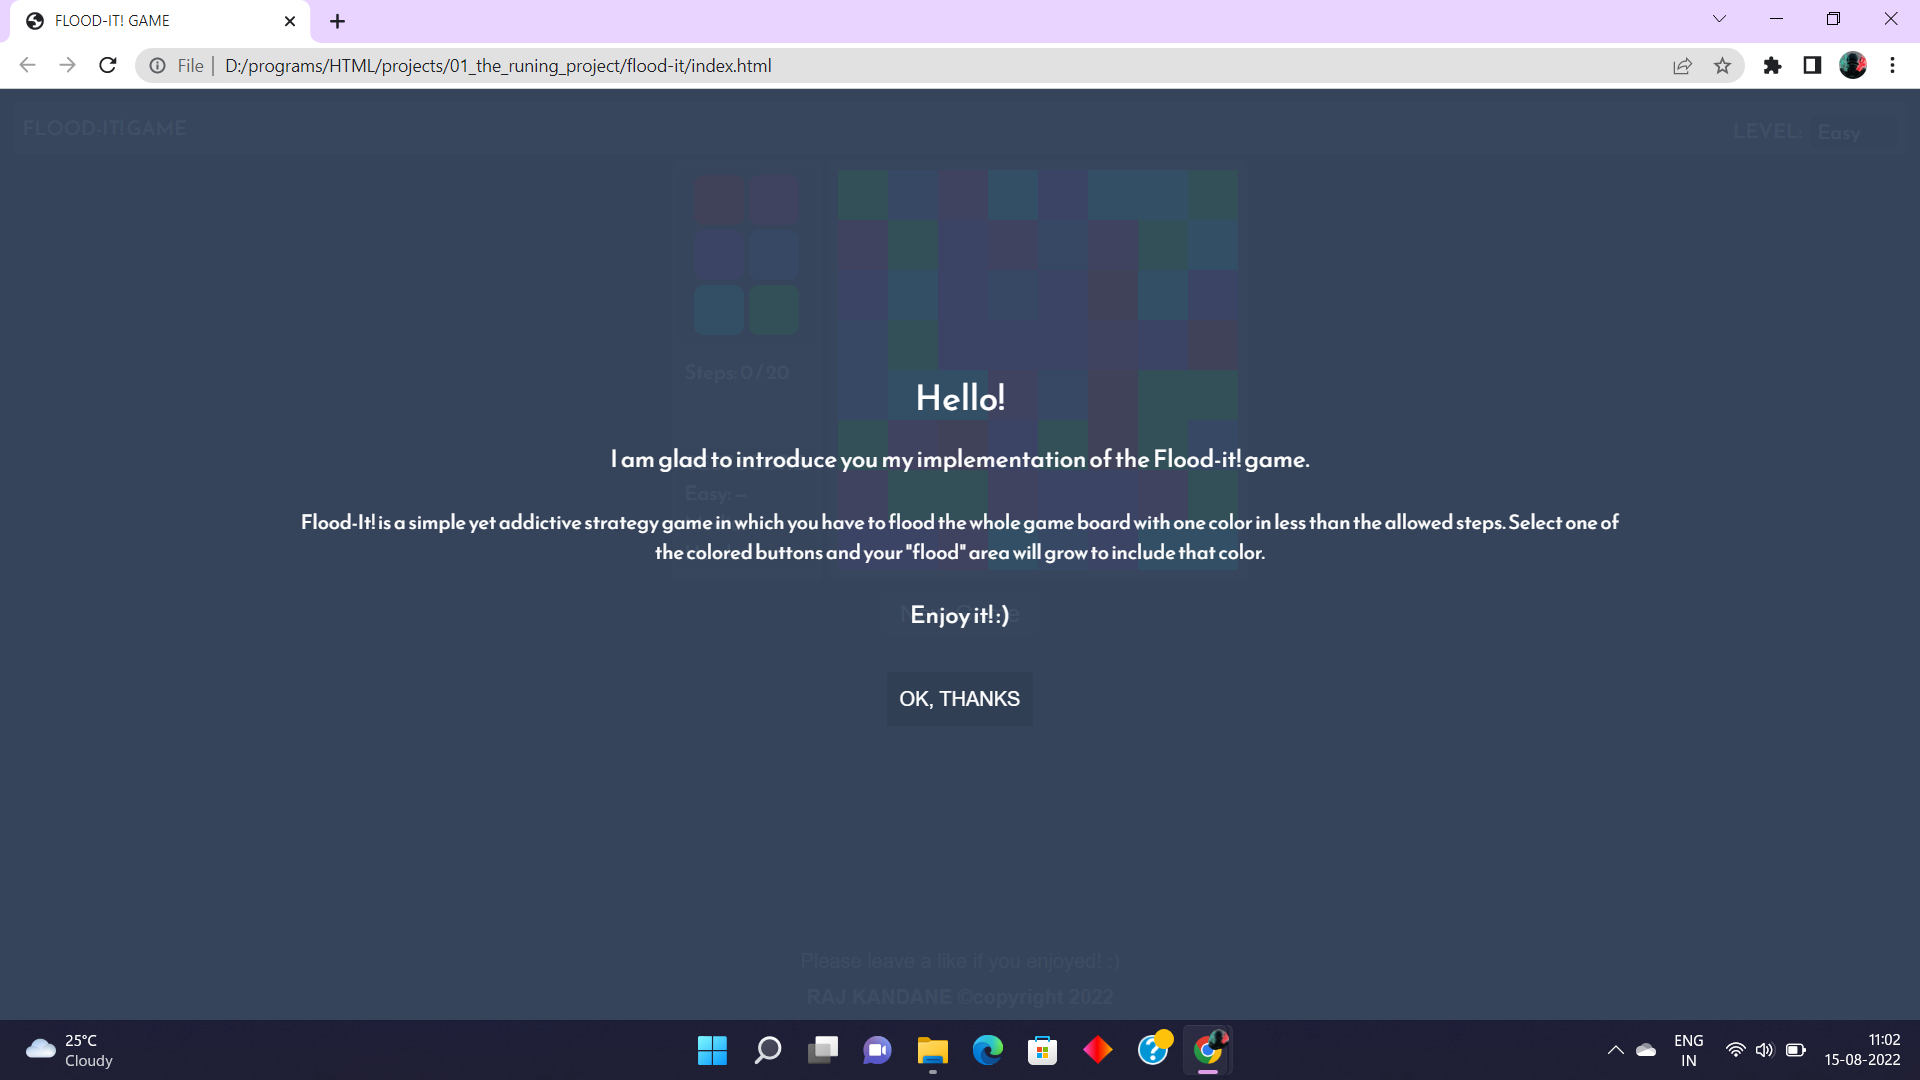 FLOOD-IT! GAME
File | D:/programs/HTML/projects/01_the_runing_project/flood-it/index.html
FLOOD-IT! GAME
LEVEL: Easy
Steps: 0 / 20
Hello!
I am glad to introduce you my implementation of the Flood-it! game.
Easy: –
Flood-It! is a simple yet addictive strategy game in which you have to flood the whole game board with one color in less than the allowed steps. Select one of
the colored buttons and your "flood" area will grow to include that color.
Enjoy it! :)
OK, THANKS
Please leave a like if you enjoyed! :)
RAJ KANDANE ©copyright 2022
25°C
Cloudy
ENG
IN
11:02
15-08-2022